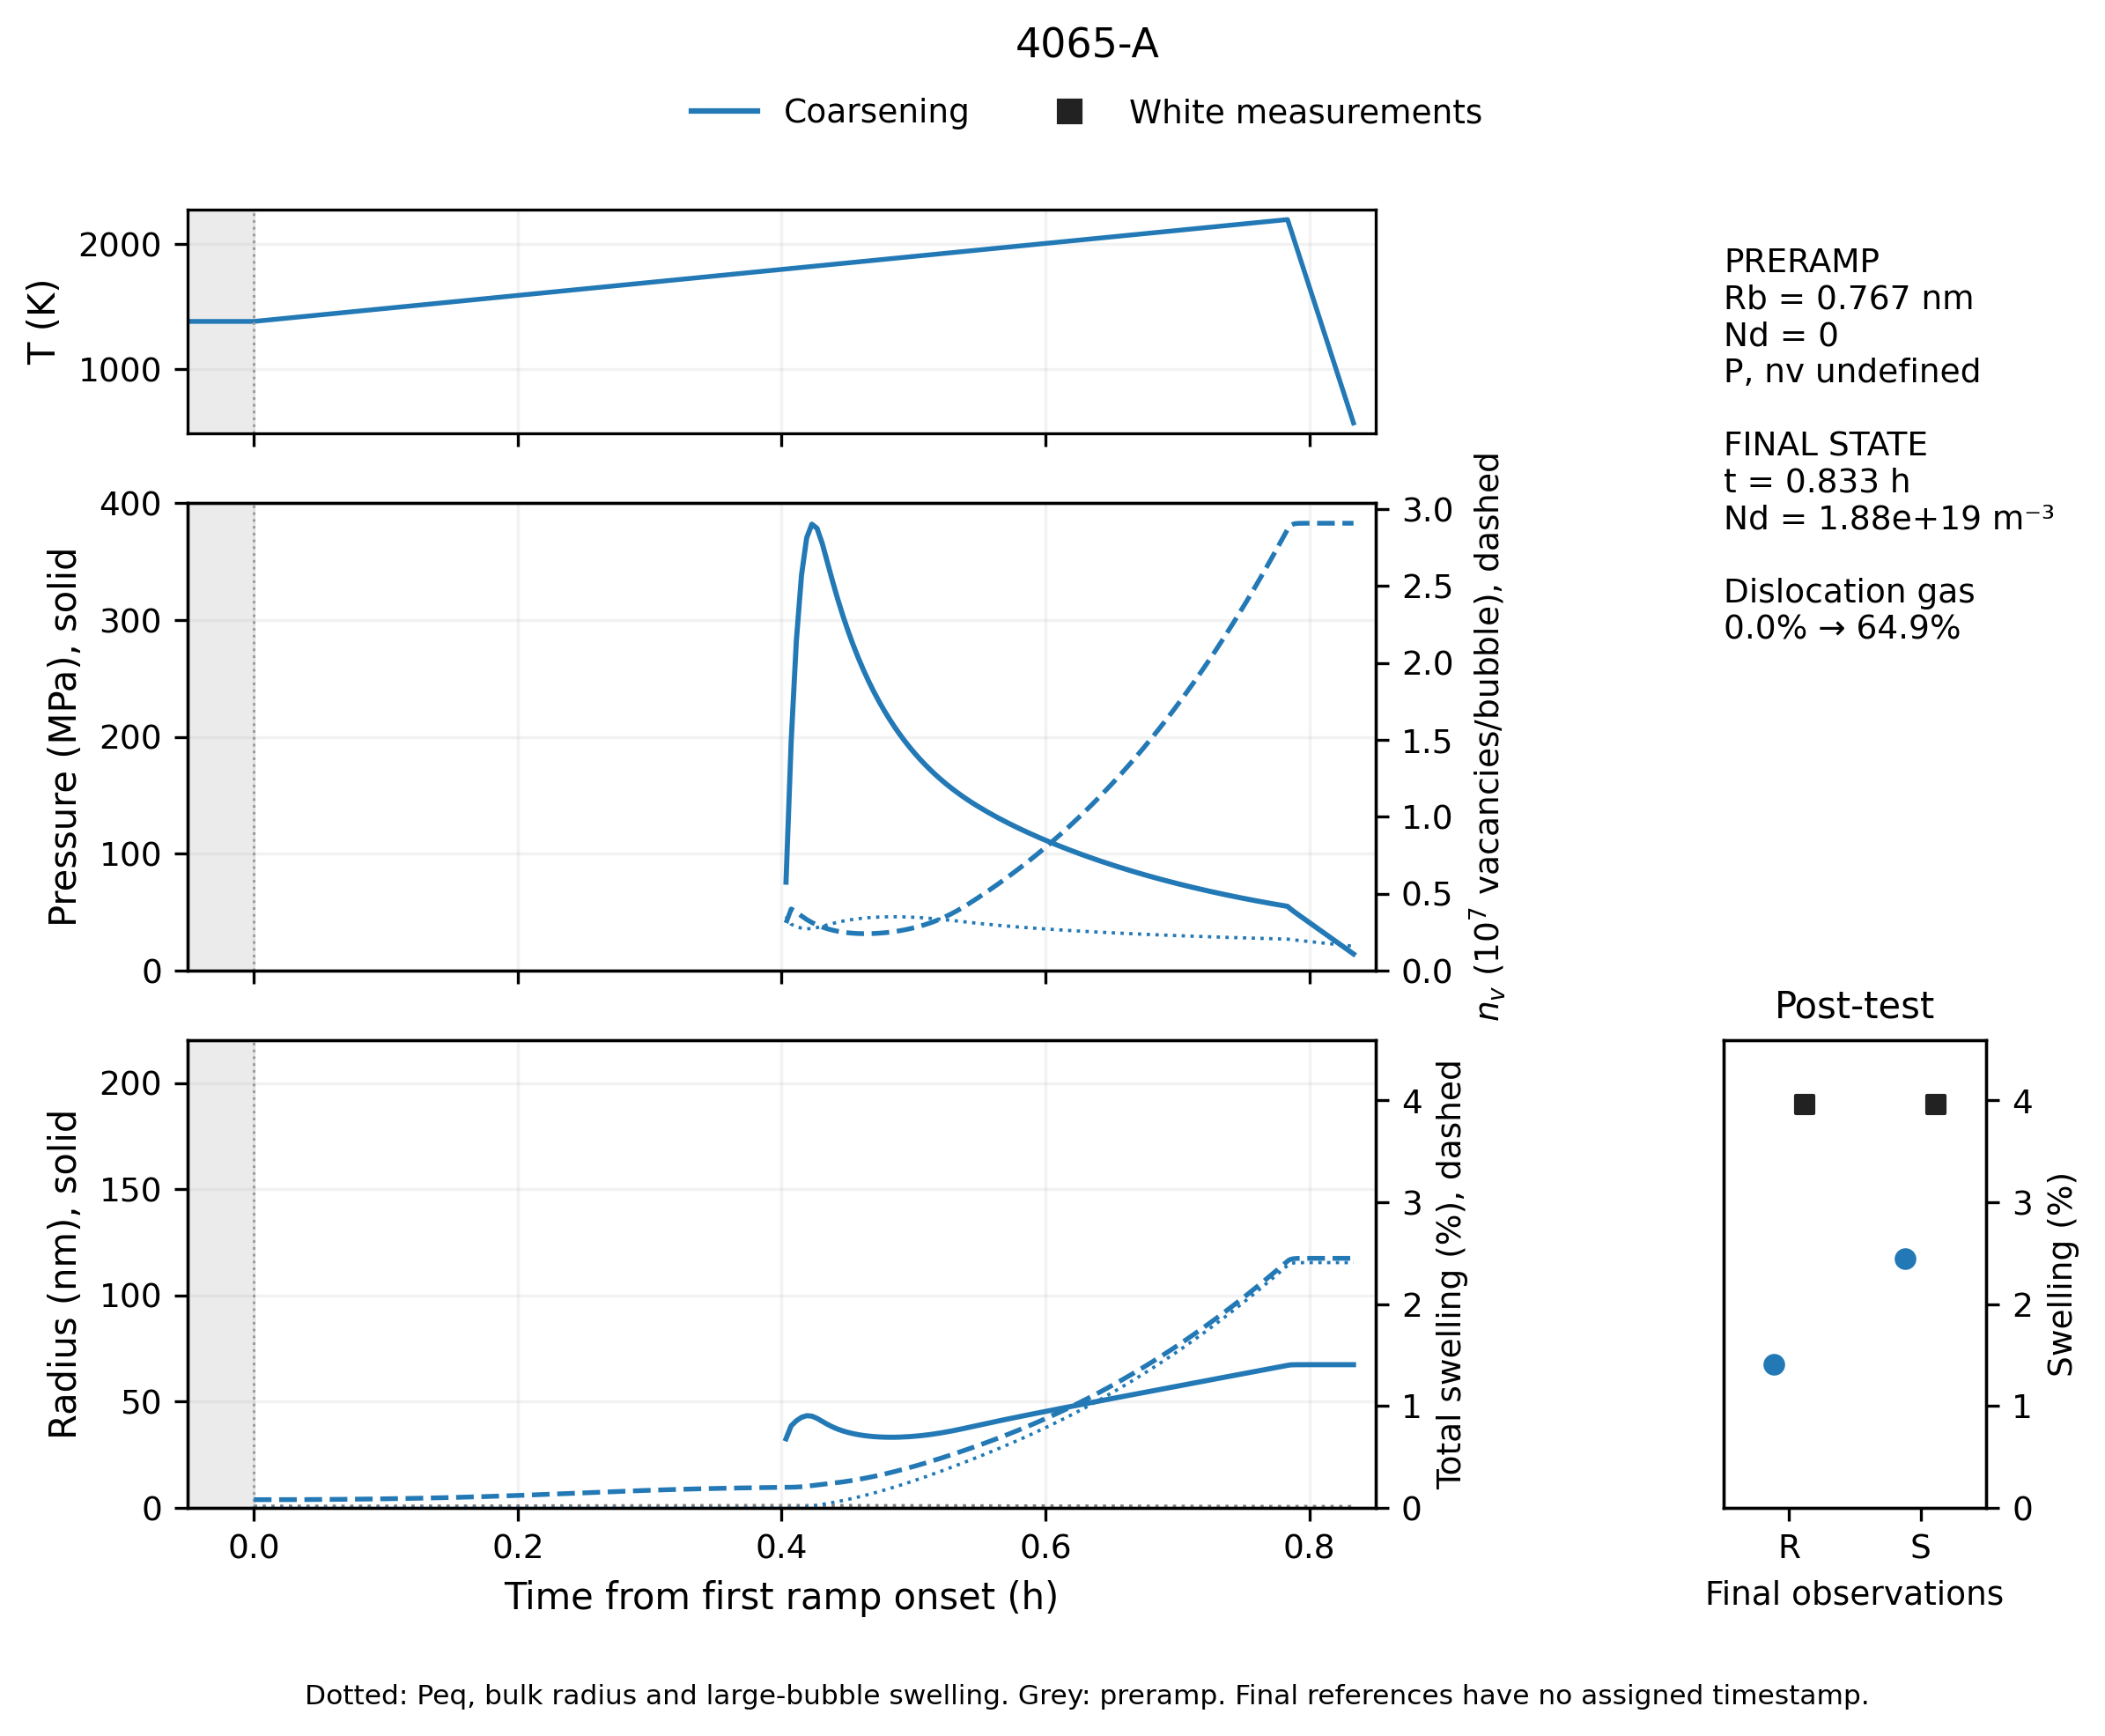 4065-A
Coarsening
White measurements
T (K)
2000
1000
PRERAMP
Rb = 0.767 nm
Nd = 0
P, nv undefined
FINAL STATE
t = 0.833 h
Nd = 1.88e+19 m⁻³
Dislocation gas
0.0% → 64.9%
Pressure (MPa), solid
400
300
200
100
0
3.0
2.5
2.0
1.5
1.0
0.5
0.0
nᵥ (10⁷ vacancies/bubble), dashed
Radius (nm), solid
200
150
100
50
0
4
3
2
1
0
Total swelling (%), dashed
0.0 0.2 0.4 0.6 0.8
Time from first ramp onset (h)
Post-test
4
3
2
1
0
Swelling (%)
R S
Final observations
Dotted: Peq, bulk radius and large-bubble swelling. Grey: preramp. Final references have no assigned timestamp.